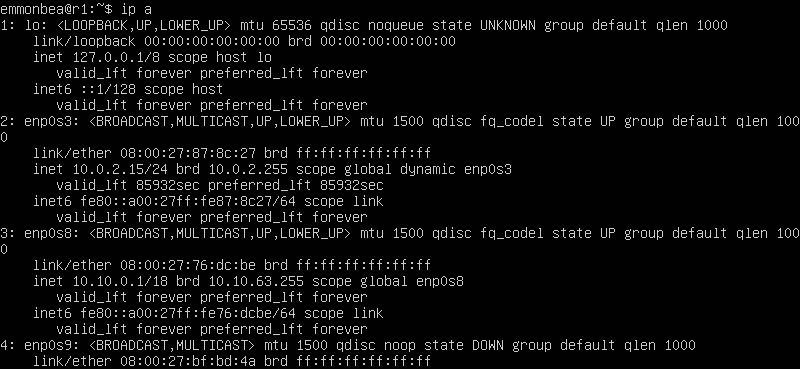 emmonbea@r1:~$ ip a
1: lo: <LOOPBACK,UP,LOWER_UP> mtu 65536 qdisc noqueue state UNKNOWN group default qlen 1000
    link/loopback 00:00:00:00:00:00 brd 00:00:00:00:00:00
    inet 127.0.0.1/8 scope host lo
       valid_lft forever preferred_lft forever
    inet6 ::1/128 scope host
       valid_lft forever preferred_lft forever
2: enp0s3: <BROADCAST,MULTICAST,UP,LOWER_UP> mtu 1500 qdisc fq_codel state UP group default qlen 100
0
    link/ether 08:00:27:87:8c:27 brd ff:ff:ff:ff:ff:ff
    inet 10.0.2.15/24 brd 10.0.2.255 scope global dynamic enp0s3
       valid_lft 85932sec preferred_lft 85932sec
    inet6 fe80::a00:27ff:fe87:8c27/64 scope link
       valid_lft forever preferred_lft forever
3: enp0s8: <BROADCAST,MULTICAST,UP,LOWER_UP> mtu 1500 qdisc fq_codel state UP group default qlen 100
0
    link/ether 08:00:27:76:dc:be brd ff:ff:ff:ff:ff:ff
    inet 10.10.0.1/18 brd 10.10.63.255 scope global enp0s8
       valid_lft forever preferred_lft forever
    inet6 fe80::a00:27ff:fe76:dcbe/64 scope link
       valid_lft forever preferred_lft forever
4: enp0s9: <BROADCAST,MULTICAST> mtu 1500 qdisc noop state DOWN group default qlen 1000
    link/ether 08:00:27:bf:bd:4a brd ff:ff:ff:ff:ff:ff